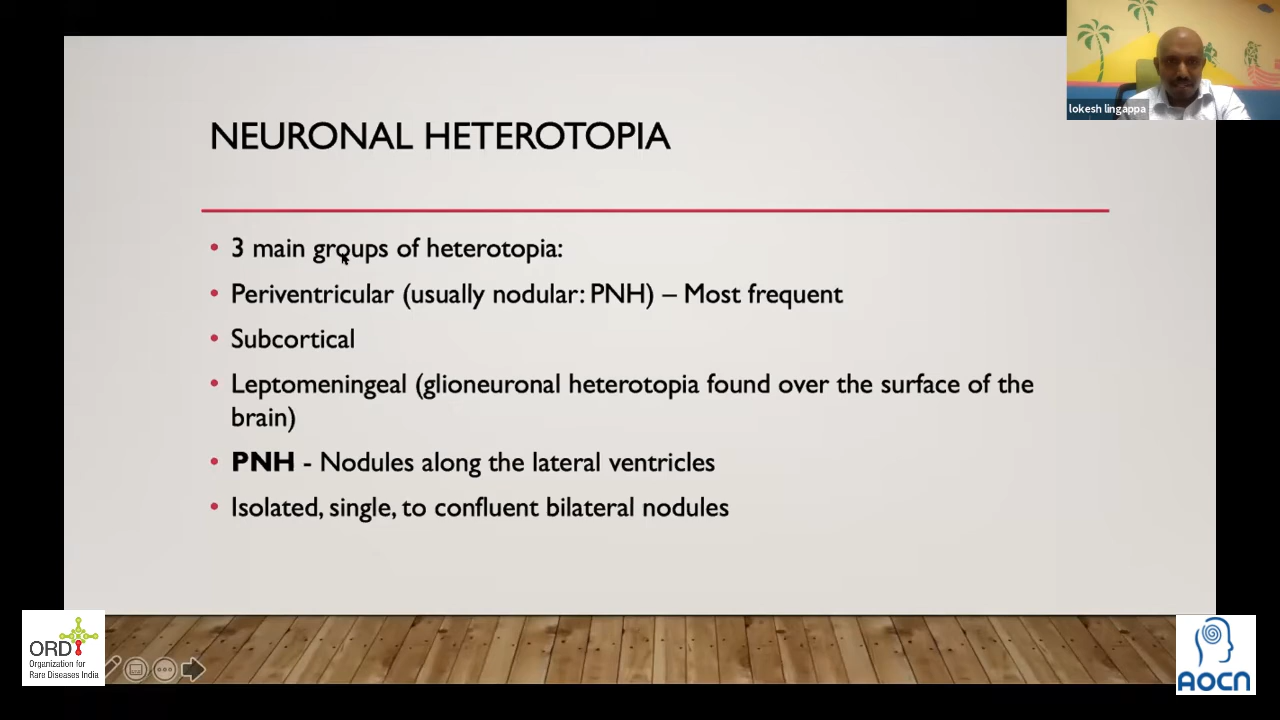 lokesh lingappa
NEURONAL HETEROTOPIA
• 3 main groups of heterotopia:
• Periventricular (usually nodular: PNH) – Most frequent
• Subcortical
• Leptomeningeal (glioneuronal heterotopia found over the surface of the
brain)
• PNH - Nodules along the lateral ventricles
• Isolated, single, to confluent bilateral nodules
ORDI
Organization for
Rare Diseases India
AOCN